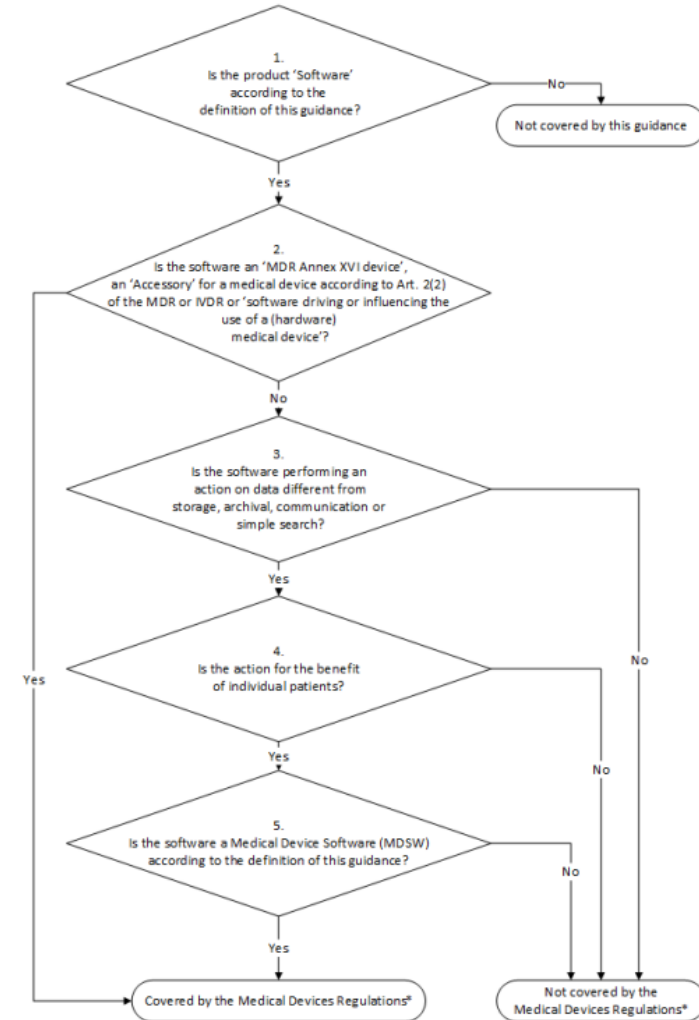 1.
Is the product 'Software'
according to the
definition of this guidance?
No
Not covered by this guidance
Yes
2.
Is the software an 'MDR Annex XVI device',
an 'Accessory' for a medical device according to Art. 2(2)
of the MDR or IVDR or 'software driving or influencing the
use of a (hardware)
medical device'?
No
3.
Is the software performing an
action on data different from
storage, archival, communication or
simple search?
Yes
No
4.
Is the action for the benefit
of individual patients?
Yes
No
Yes
5.
Is the software a Medical Device Software (MDSW)
according to the definition of this guidance?
No
Yes
Covered by the Medical Devices Regulations*
Not covered by the
Medical Devices Regulations*